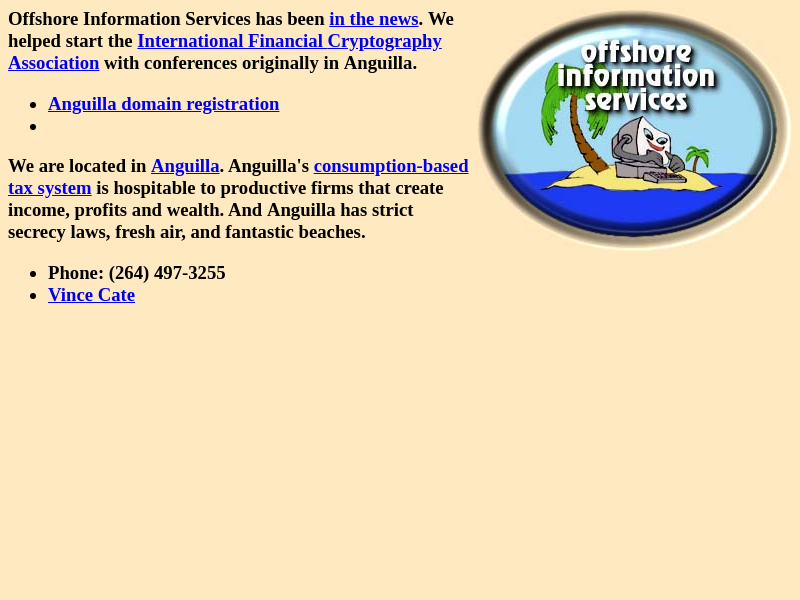 Offshore Information Services has been in the news. We
helped start the International Financial Cryptography
Association with conferences originally in Anguilla.
Anguilla domain registration
We are located in Anguilla. Anguilla's consumption-based
tax system is hospitable to productive firms that create
income, profits and wealth. And Anguilla has strict
secrecy laws, fresh air, and fantastic beaches.
Phone: (264) 497-3255
Vince Cate
offshore
information
services